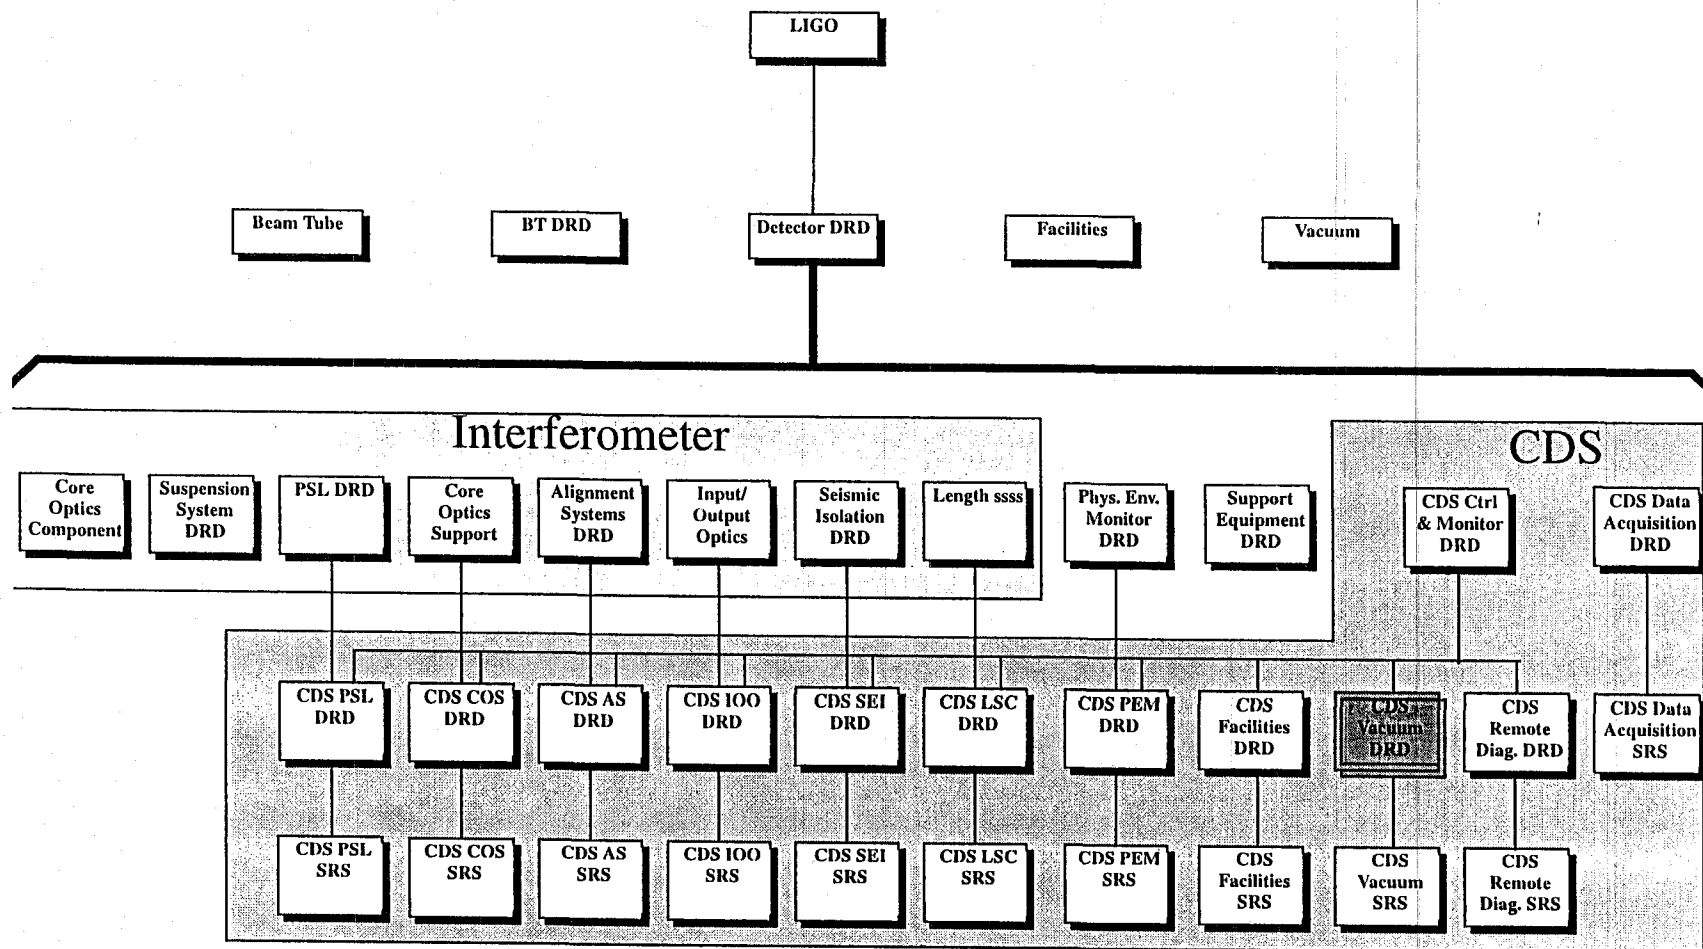 LIGO
Beam Tube
BT DRD
Detector DRD
Facilities
Vacuum
Interferometer
CDS
Core
Optics
Component
Suspension
System
DRD
PSL DRD
Core
Optics
Support
Alignment
Systems
DRD
Input/
Output
Optics
Seismic
Isolation
DRD
Length ssss
Phys. Env.
Monitor
DRD
Support
Equipment
DRD
CDS Ctrl
& Monitor
DRD
CDS Data
Acquisition
DRD
CDS PSL
DRD
CDS COS
DRD
CDS AS
DRD
CDS IOO
DRD
CDS SEI
DRD
CDS LSC
DRD
CDS PEM
DRD
CDS
Facilities
DRD
CDS
Vacuum
DRD
CDS
Remote
Diag. DRD
CDS Data
Acquisition
SRS
CDS PSL
SRS
CDS COS
SRS
CDS AS
SRS
CDS IOO
SRS
CDS SEI
SRS
CDS LSC
SRS
CDS PEM
SRS
CDS
Facilities
SRS
CDS
Vacuum
SRS
CDS
Remote
Diag. SRS